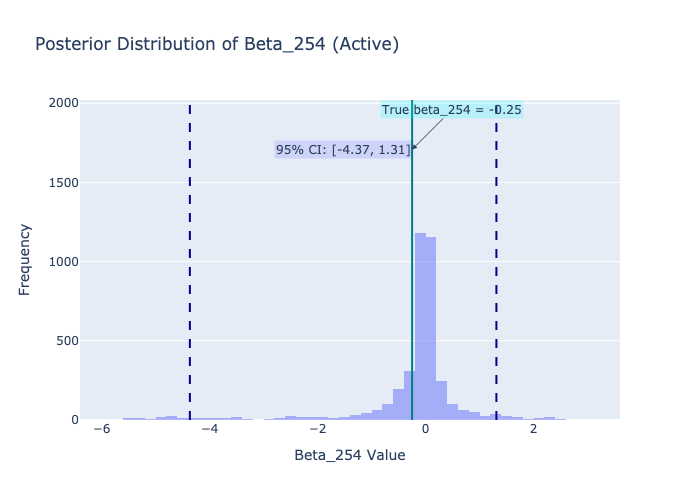 Posterior Distribution of Beta_254 (Active)
True beta_254 = -0.25
95% CI: [-4.37, 1.31]
2000
1500
1000
500
0
Frequency
−6
−4
−2
0
2
Beta_254 Value